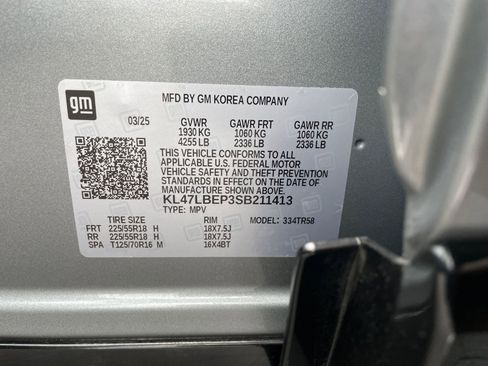 gm
MFD BY GM KOREA COMPANY
03/25 GVWR GAWR FRT GAWR RR
1930 KG 1060 KG 1060 KG
4255 LB 2336 LB 2336 LB
THIS VEHICLE CONFORMS TO ALL
APPLICABLE U.S. FEDERAL MOTOR
VEHICLE SAFETY AND THEFT PREVENTION
STANDARDS IN EFFECT ON THE DATE OF
MANUFACTURE SHOWN ABOVE.
KL47LBEP3SB211413
TYPE: MPV
TIRE SIZE RIM MODEL: 334TR58
FRT 225/55R18 H 18X7.5J
RR 225/55R18 H 18X7.5J
SPA T125/70R16 M 16X4BT